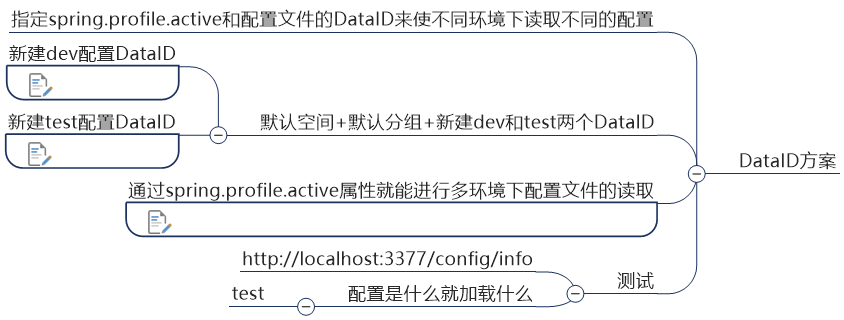 指定spring.profile.active和配置文件的DataID来使不同环境下读取不同的配置
新建dev配置DataID
新建test配置DataID
默认空间+默认分组+新建dev和test两个DataID
DataID方案
通过spring.profile.active属性就能进行多环境下配置文件的读取
http://localhost:3377/config/info
测试
test
配置是什么就加载什么